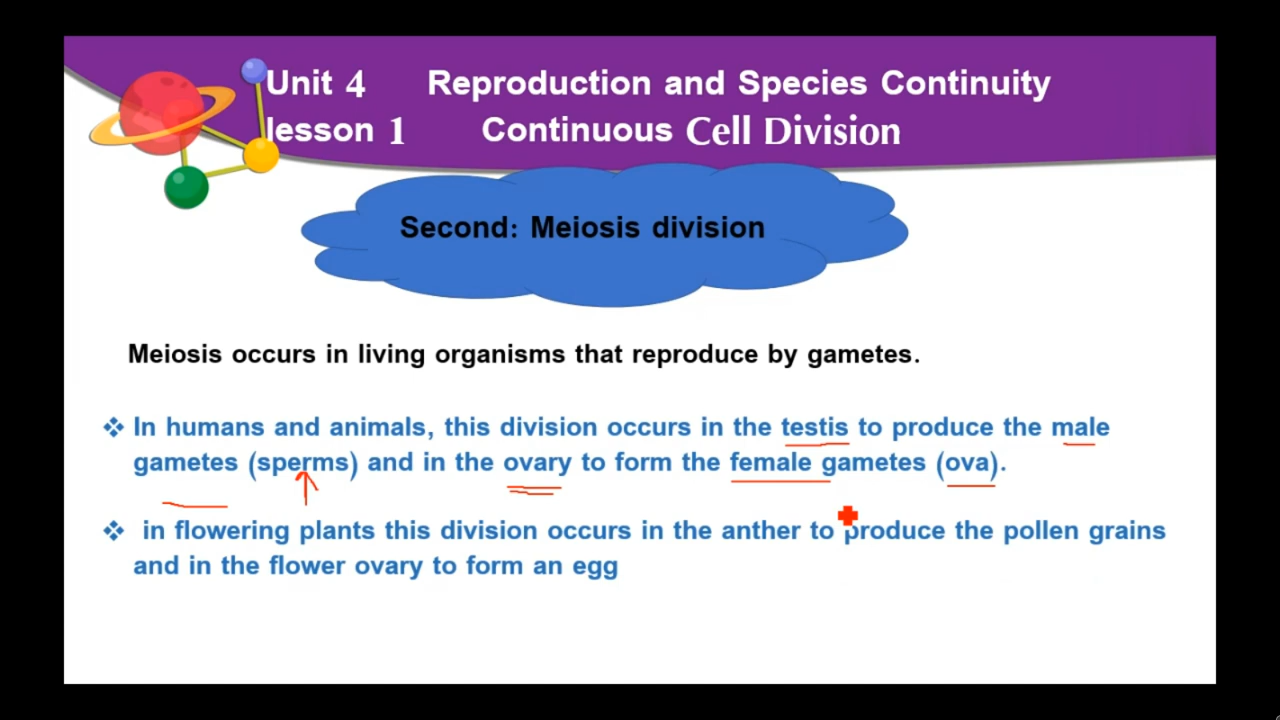 Unit 4 Reproduction and Species Continuity
lesson 1 Continuous Cell Division
Second: Meiosis division
Meiosis occurs in living organisms that reproduce by gametes.
❖ In humans and animals, this division occurs in the testis to produce the male
gametes (sperms) and in the ovary to form the female gametes (ova).
❖ in flowering plants this division occurs in the anther to produce the pollen grains
and in the flower ovary to form an egg